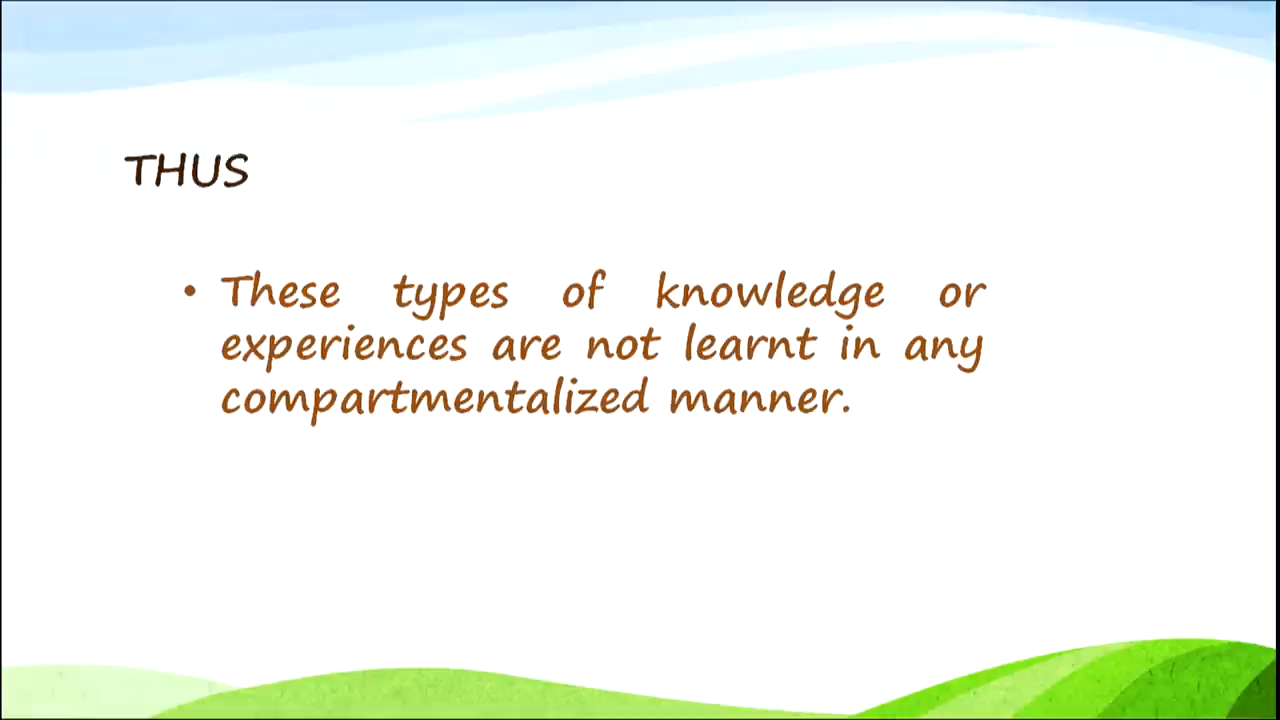 THUS
• These types of knowledge or
experiences are not learnt in any
compartmentalized manner.